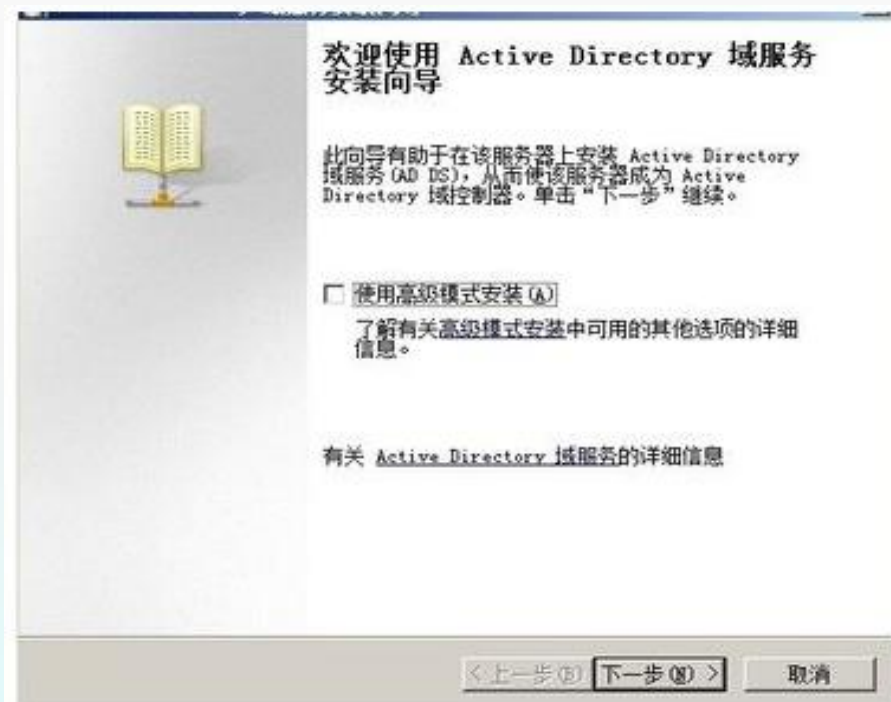 欢迎使用 Active Directory 域服务
安装向导
此向导有助于在该服务器上安装 Active Directory
域服务(AD DS)，从而使该服务器成为 Active
Directory 域控制器。单击“下一步”继续。
使用高级模式安装(A)
了解有关高级模式安装中可用的其他选项的详细
信息。
有关 Active Directory 域服务的详细信息
< 上一步(B) 下一步(N) > 取消